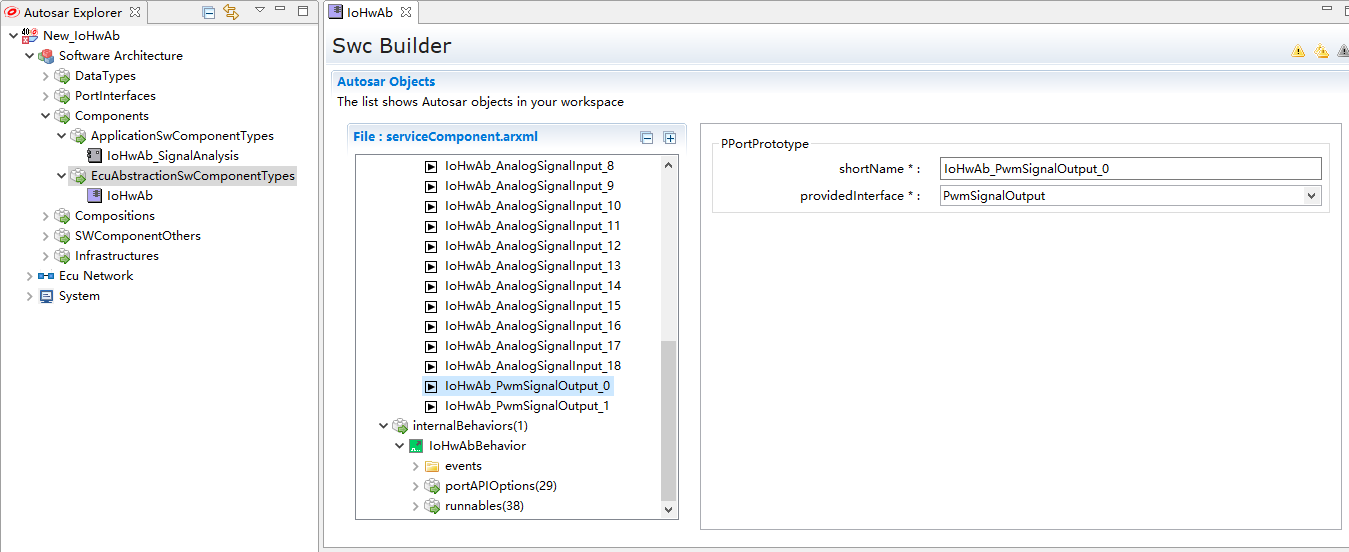 Autosar Explorer
New_IoHwAb
Software Architecture
DataTypes
PortInterfaces
Components
ApplicationSwComponentTypes
IoHwAb_SignalAnalysis
EcuAbstractionSwComponentTypes
IoHwAb
Compositions
SWComponentOthers
Infrastructures
Ecu Network
System
IoHwAb
Swc Builder
Autosar Objects
The list shows Autosar objects in your workspace
File : serviceComponent.arxml
IoHwAb_AnalogSignalInput_8
IoHwAb_AnalogSignalInput_9
IoHwAb_AnalogSignalInput_10
IoHwAb_AnalogSignalInput_11
IoHwAb_AnalogSignalInput_12
IoHwAb_AnalogSignalInput_13
IoHwAb_AnalogSignalInput_14
IoHwAb_AnalogSignalInput_15
IoHwAb_AnalogSignalInput_16
IoHwAb_AnalogSignalInput_17
IoHwAb_AnalogSignalInput_18
IoHwAb_PwmSignalOutput_0
IoHwAb_PwmSignalOutput_1
internalBehaviors(1)
IoHwAbBehavior
events
portAPIOptions(29)
runnables(38)
PPortPrototype
shortName * : IoHwAb_PwmSignalOutput_0
providedInterface * : PwmSignalOutput